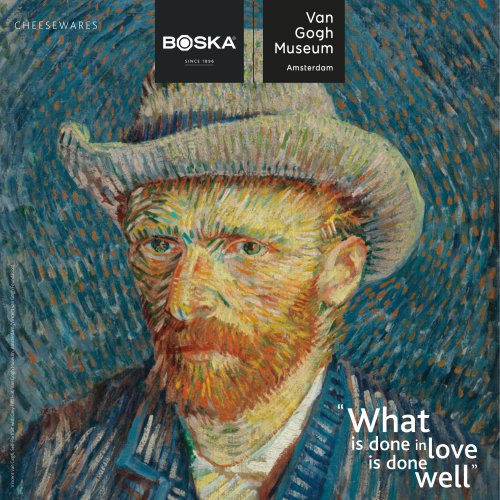 CHEESEWARES
BOSKA®
SINCE 1896
Van
Gogh
Museum
Amsterdam
“What
is done in love
is done well”